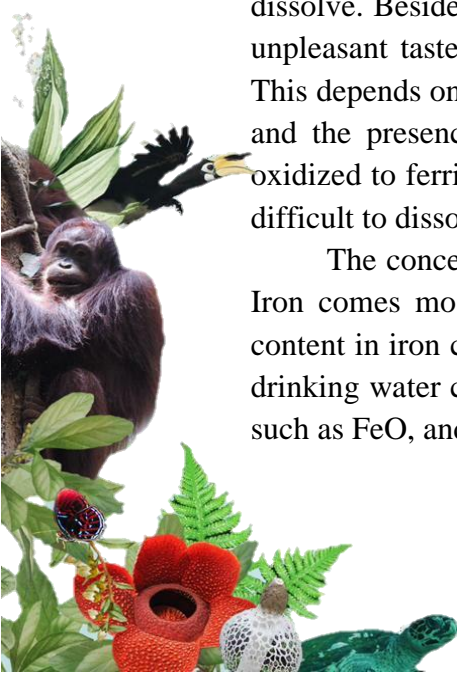 dissolve. Beside
unpleasant taste
This depends on
and the presenc
oxidized to ferri
difficult to disso
The conce
Iron comes mo
content in iron c
drinking water c
such as FeO, and